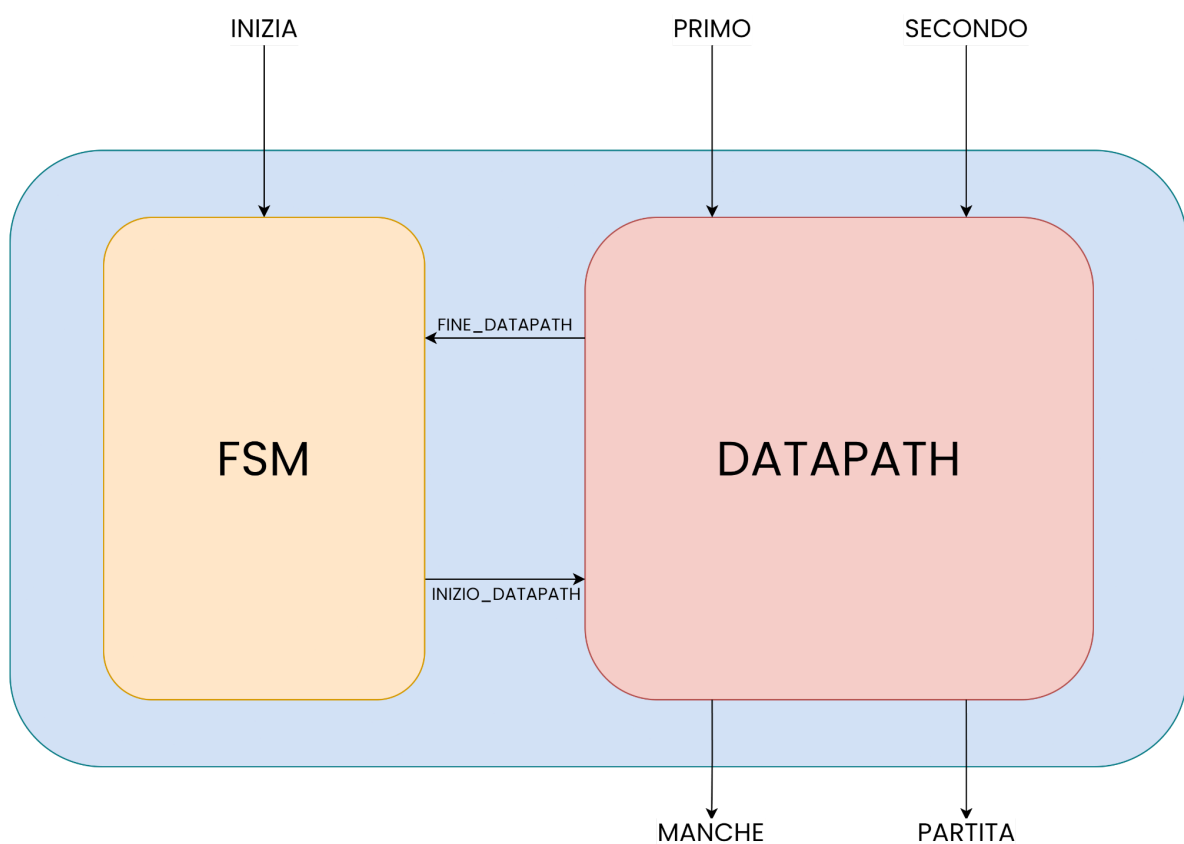 INIZIA
PRIMO
SECONDO
FINE_DATAPATH
FSM
DATAPATH
INIZIO_DATAPATH
MANCHE
PARTITA